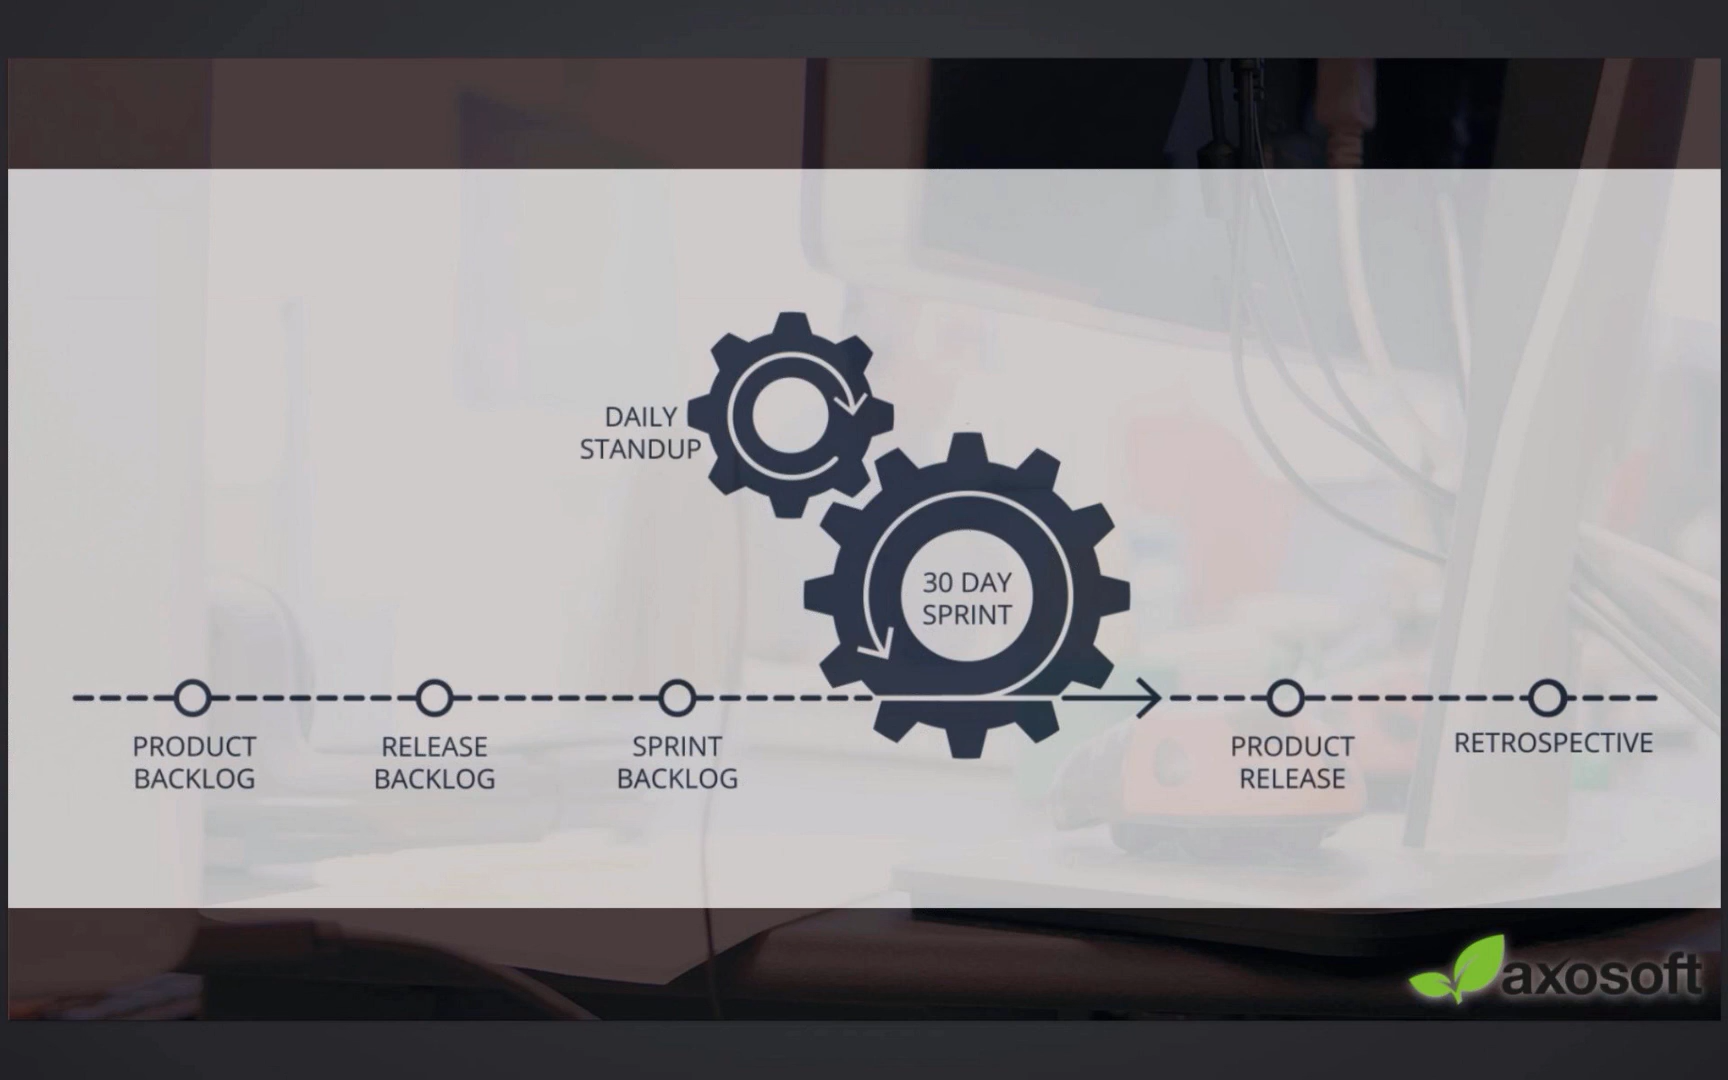 DAILY
STANDUP
30 DAY
SPRINT
PRODUCT
BACKLOG
RELEASE
BACKLOG
SPRINT
BACKLOG
PRODUCT
RELEASE
RETROSPECTIVE
axosoft